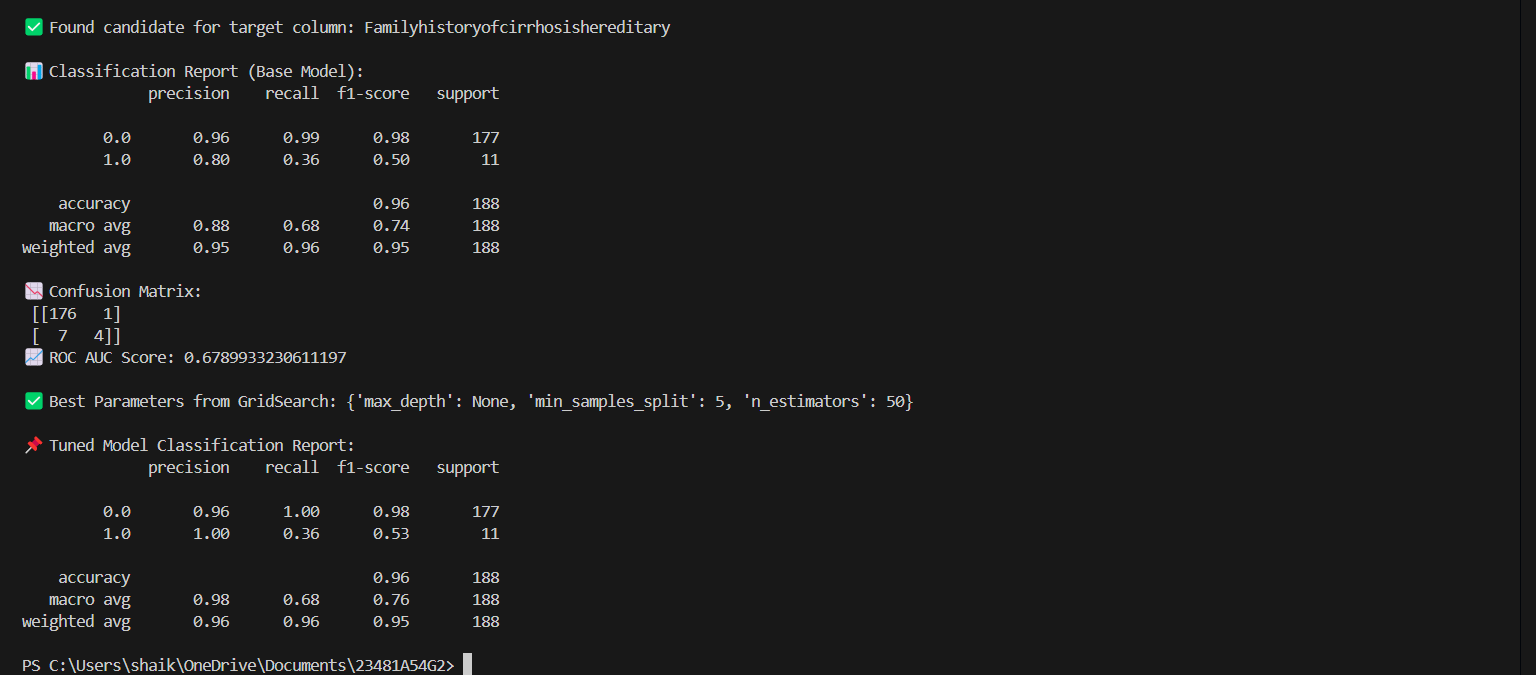 ✅ Found candidate for target column: Familyhistoryofcirrhosishereditary
📊 Classification Report (Base Model):
precision recall f1-score support
0.0 0.96 0.99 0.98 177
1.0 0.80 0.36 0.50 11
accuracy 0.96 188
macro avg 0.88 0.68 0.74 188
weighted avg 0.95 0.96 0.95 188
📉 Confusion Matrix:
[[176 1]
[ 7 4]]
📈 ROC AUC Score: 0.6789933230611197
✅ Best Parameters from GridSearch: {'max_depth': None, 'min_samples_split': 5, 'n_estimators': 50}
📌 Tuned Model Classification Report:
precision recall f1-score support
0.0 0.96 1.00 0.98 177
1.0 1.00 0.36 0.53 11
accuracy 0.96 188
macro avg 0.98 0.68 0.76 188
weighted avg 0.96 0.96 0.95 188
PS C:\Users\shaik\OneDrive\Documents\23481A54G2>